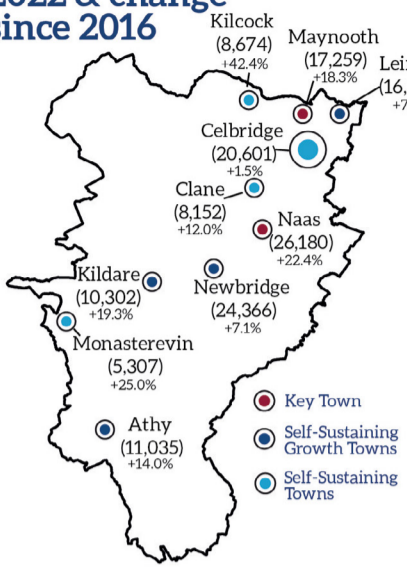 2022 & change
since 2016
Kilcock
(8,674)
+42.4%
Maynooth
(17,259)
+18.3%
Celbridge
(20,601)
+1.5%
Clane
(8,152)
+12.0%
Naas
(26,180)
+22.4%
Kildare
(10,302)
+19.3%
Newbridge
(24,366)
+7.1%
Monasterevin
(5,307)
+25.0%
Athy
(11,035)
+14.0%
Key Town
Self-Sustaining
Growth Towns
Self-Sustaining
Towns